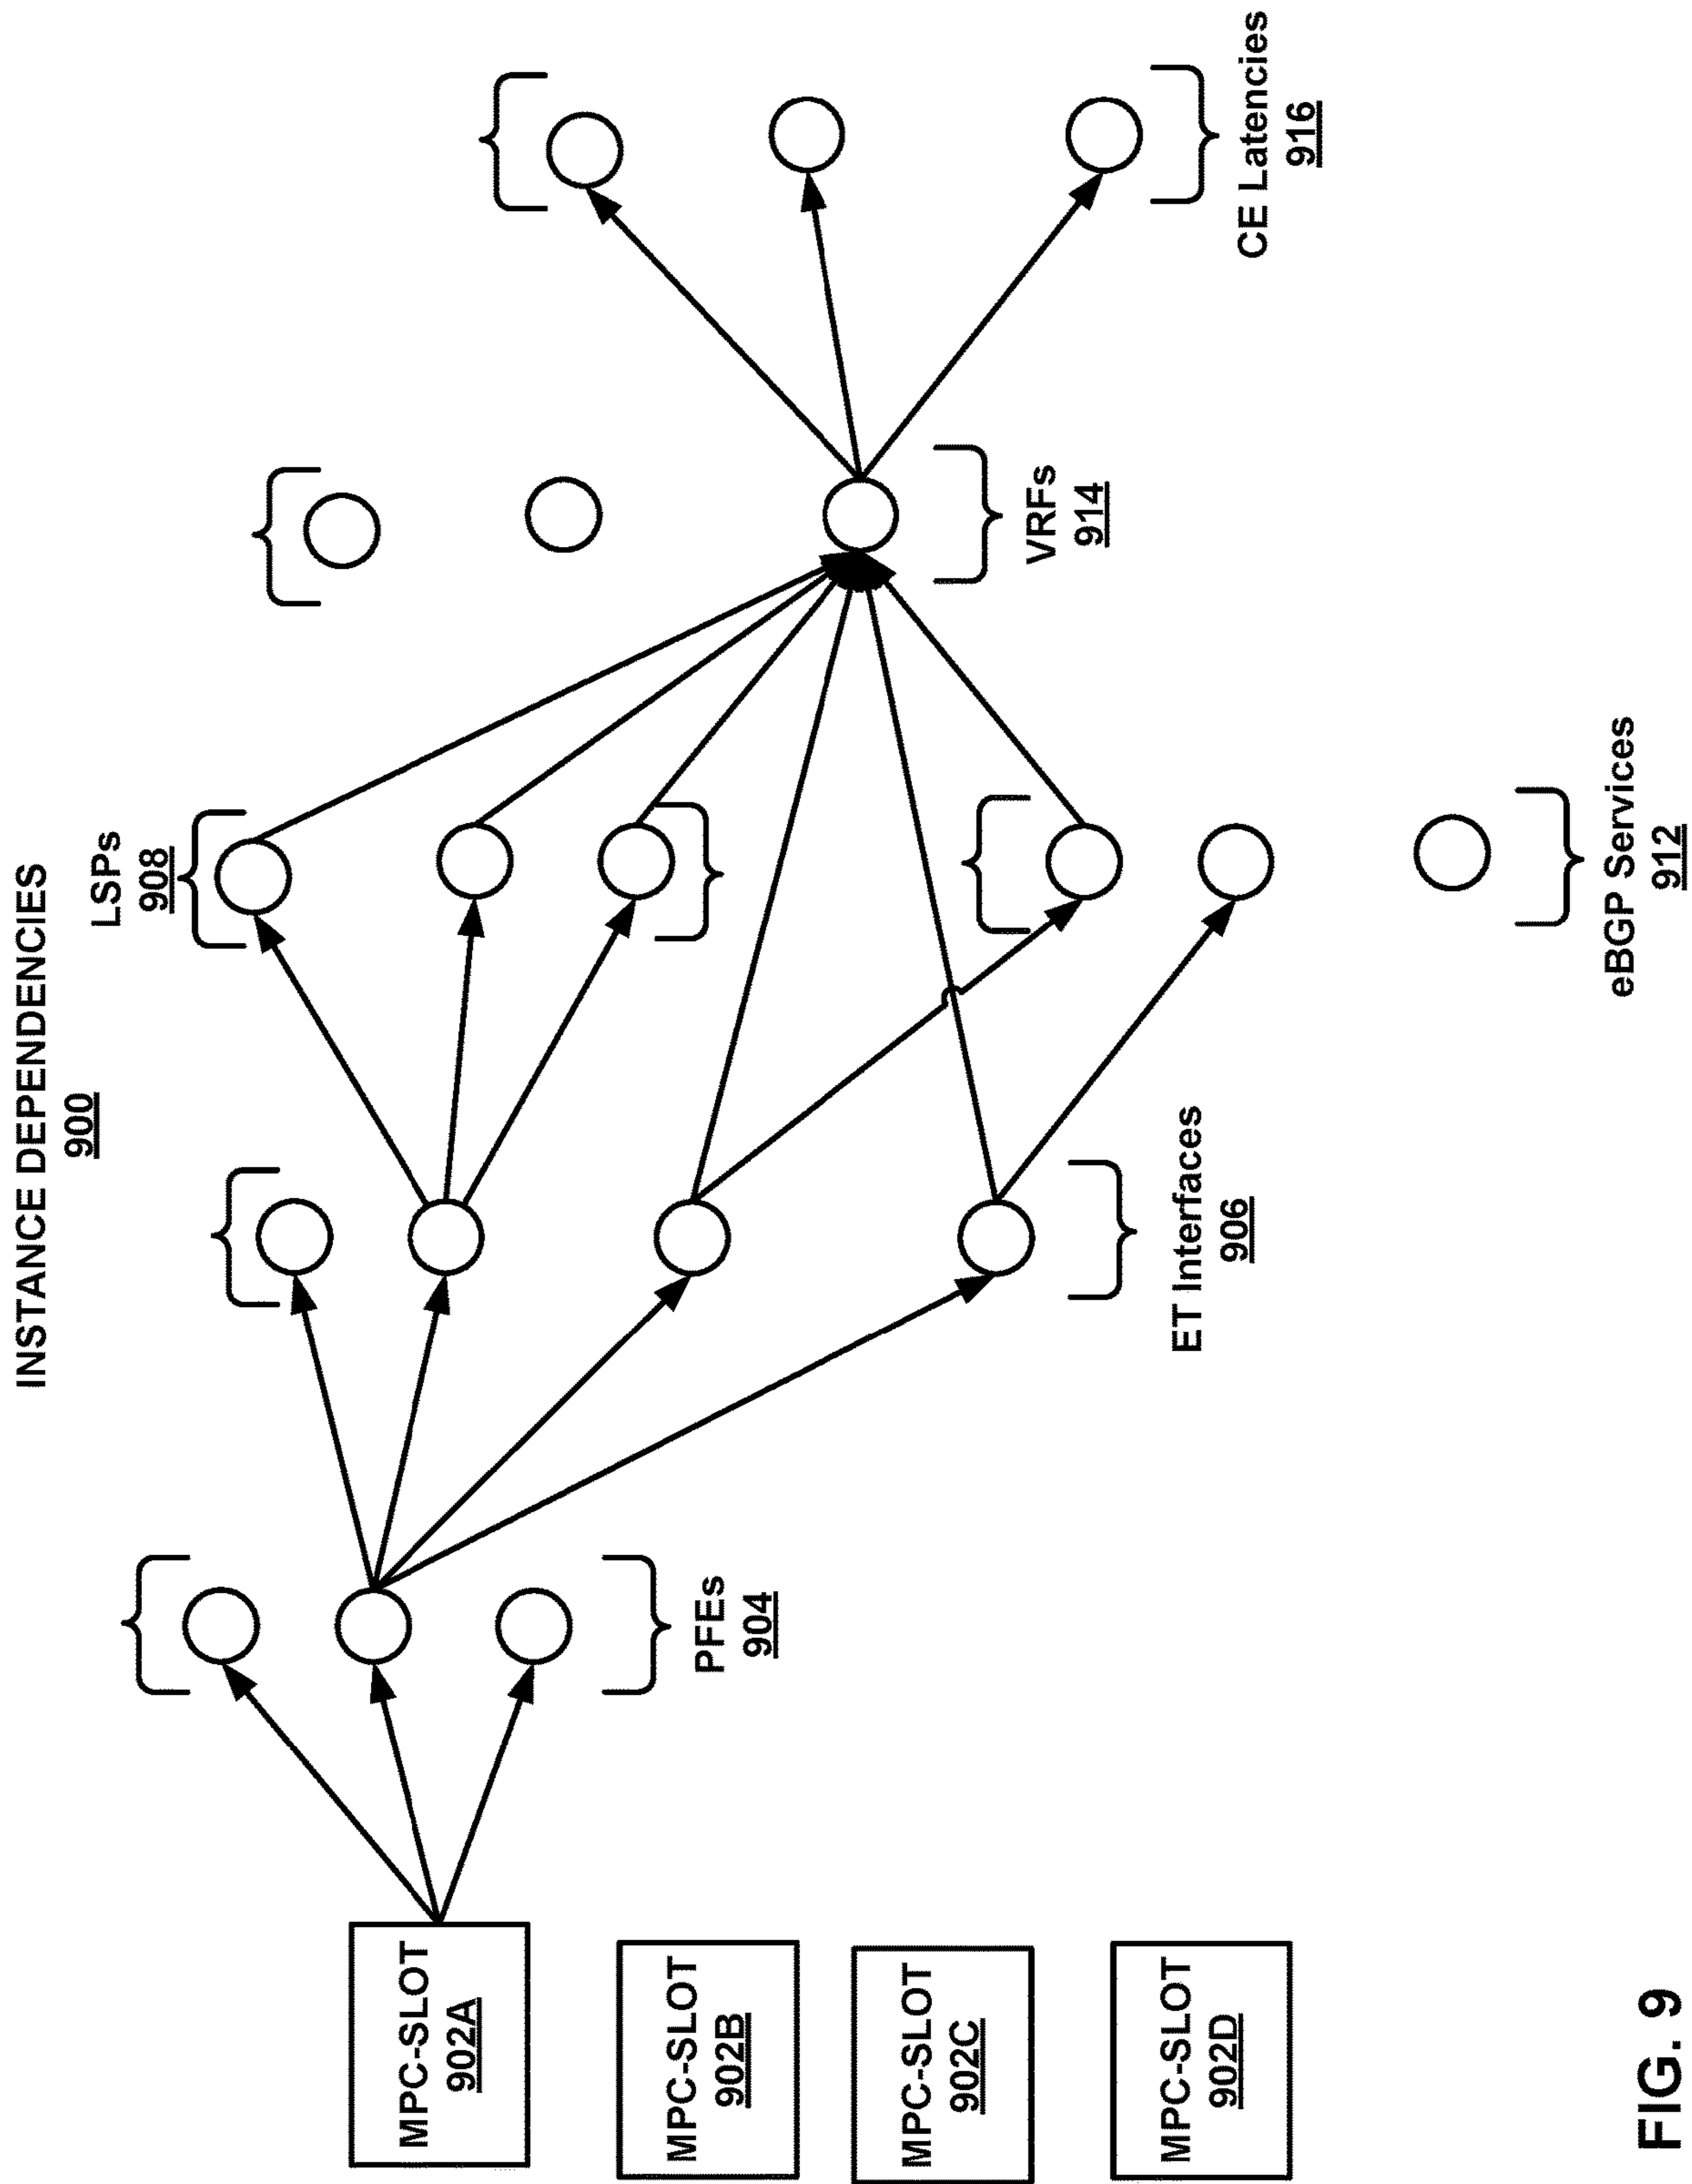 INSTANCE DEPENDENCIES
900
MPC-SLOT
902A
MPC-SLOT
902B
MPC-SLOT
902C
MPC-SLOT
902D
PFEs
904
ET Interfaces
906
LSPs
908
eBGP Services
912
VRFs
914
CE Latencies
916
FIG. 9